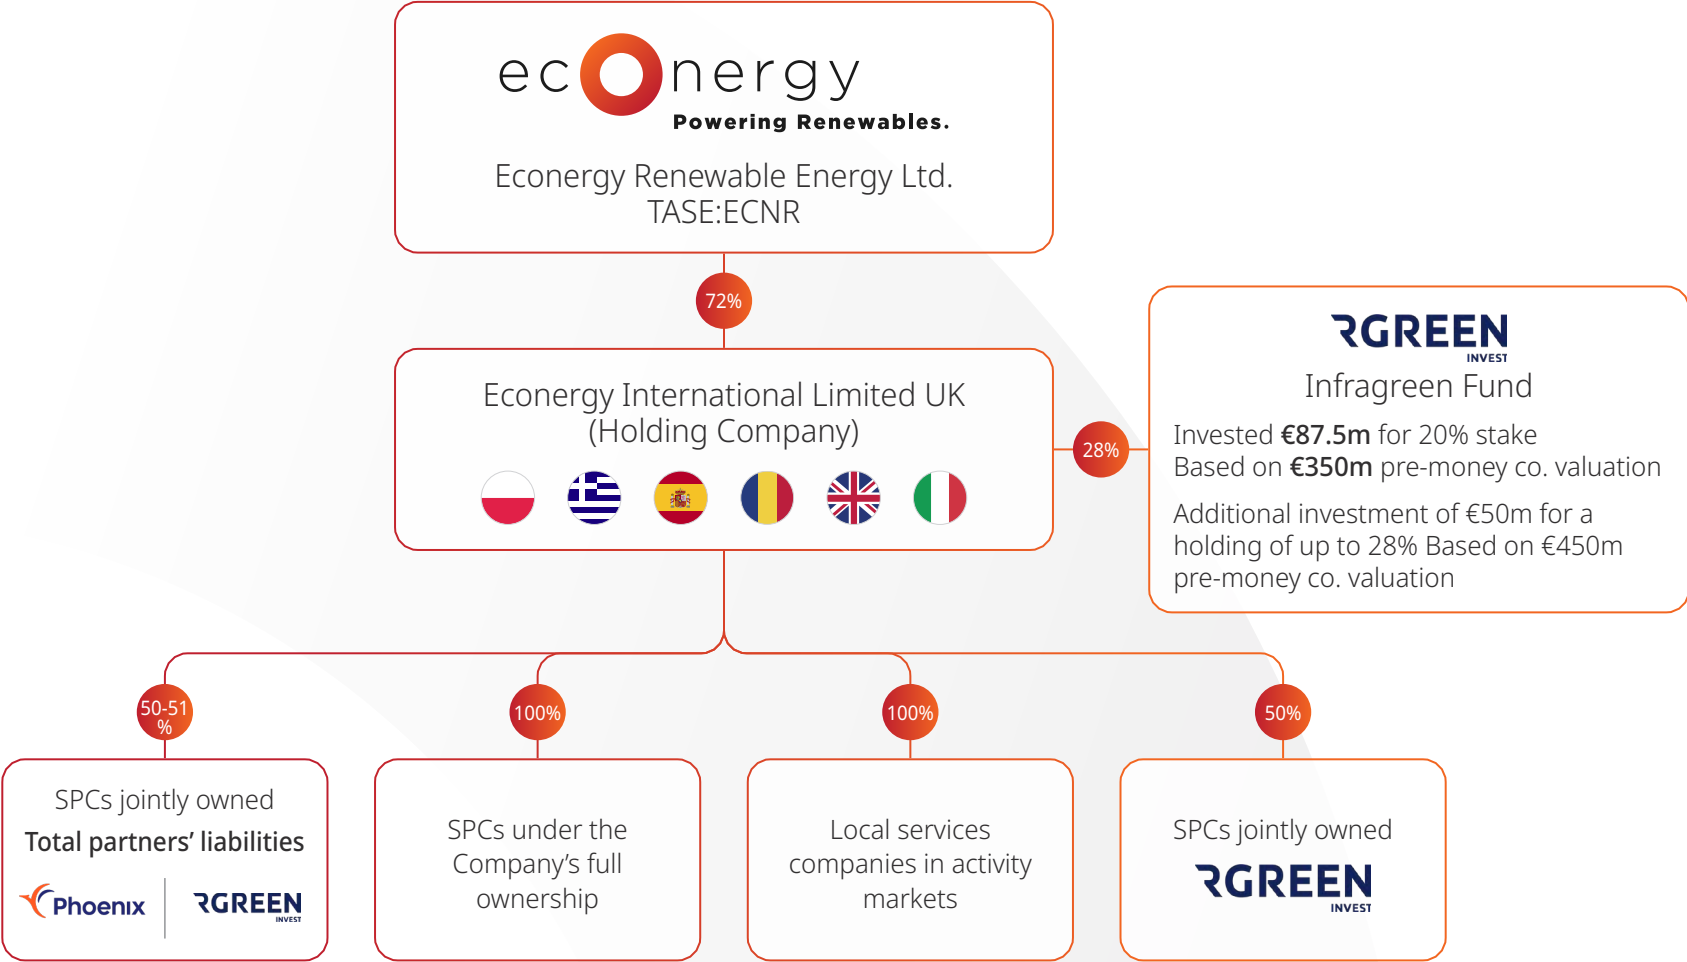 ecOnergy
Powering Renewables.
Econergy Renewable Energy Ltd.
TASE:ECNR
72%
Econergy International Limited UK
(Holding Company)
28%
RGREEN
INVEST
Infragreen Fund
Invested €87.5m for 20% stake
Based on €350m pre-money co. valuation
Additional investment of €50m for a
holding of up to 28% Based on €450m
pre-money co. valuation
50-51
%
100%
100%
50%
SPCs jointly owned
Total partners’ liabilities
Phoenix
RGREEN
INVEST
SPCs under the
Company’s full
ownership
Local services
companies in activity
markets
SPCs jointly owned
RGREEN
INVEST